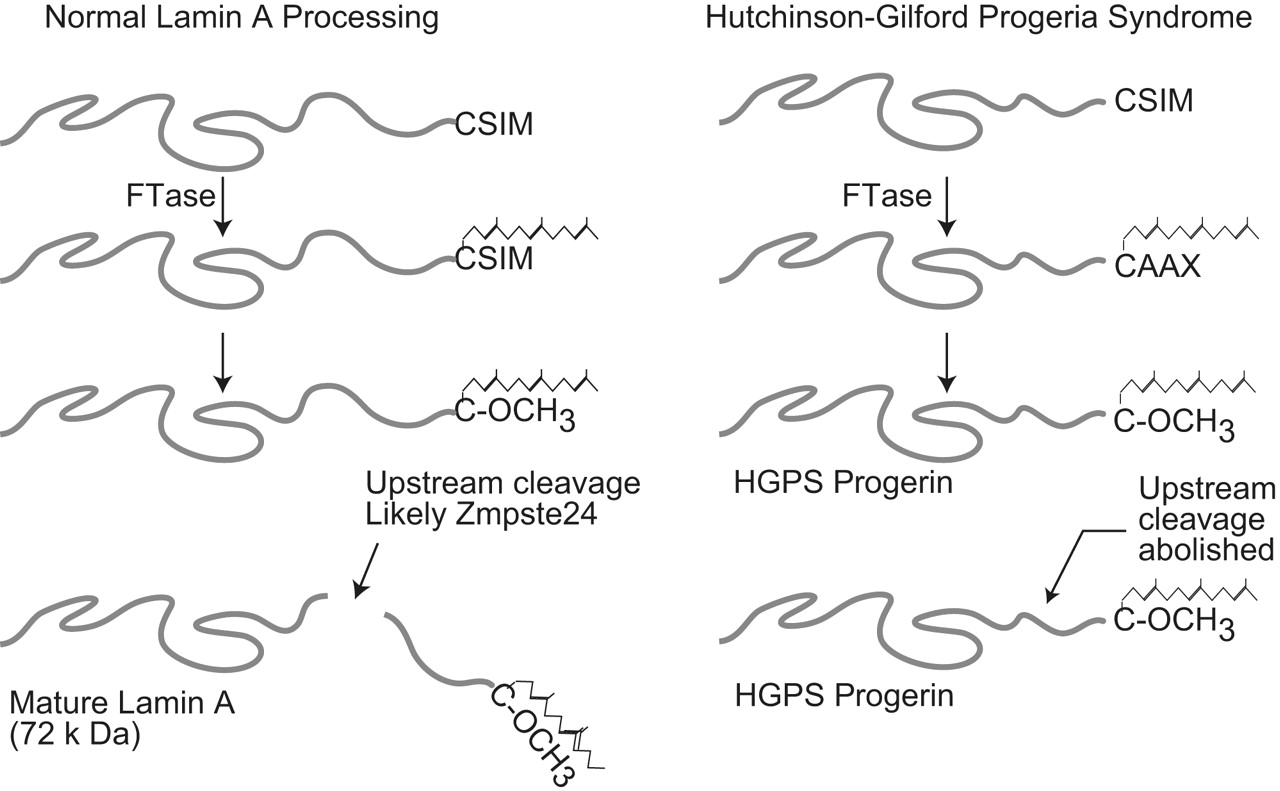 Normal Lamin A Processing
CSIM
FTase
CSIM
C-OCH3
Upstream cleavage
Likely Zmpste24
Mature Lamin A
(72 k Da)
C-OCH3
Hutchinson-Gilford Progeria Syndrome
CSIM
FTase
CAAX
C-OCH3
HGPS Progerin
Upstream
cleavage
abolished
C-OCH3
HGPS Progerin